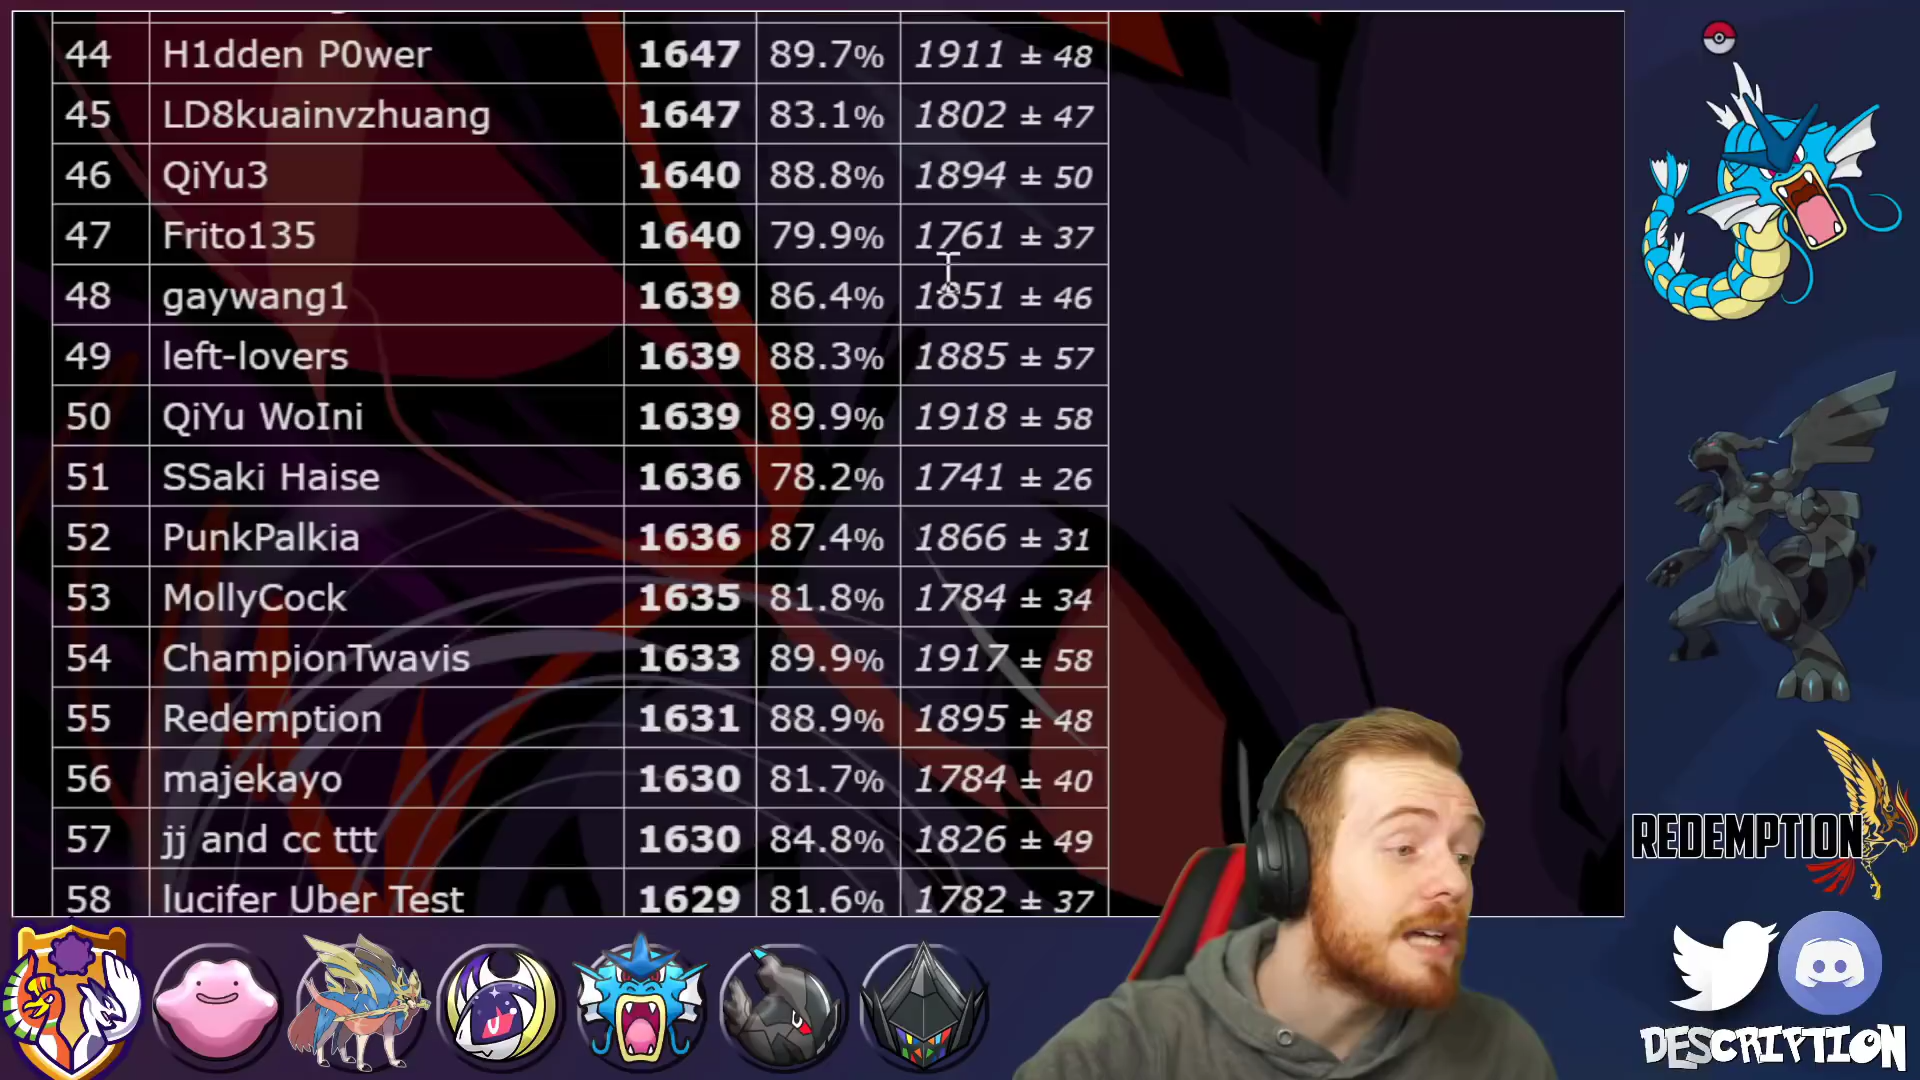 44 H1dden P0wer 1647 89.7% 1911 ± 48
45 LD8kuainvzhuang 1647 83.1% 1802 ± 47
46 QiYu3 1640 88.8% 1894 ± 50
47 Frito135 1640 79.9% 1761 ± 37
48 gaywang1 1639 86.4% 1851 ± 46
49 left-lovers 1639 88.3% 1885 ± 57
50 QiYu WoIni 1639 89.9% 1918 ± 58
51 SSaki Haise 1636 78.2% 1741 ± 26
52 PunkPalkia 1636 87.4% 1866 ± 31
53 MollyCock 1635 81.8% 1784 ± 34
54 ChampionTwavis 1633 89.9% 1917 ± 58
55 Redemption 1631 88.9% 1895 ± 48
56 majekayo 1630 81.7% 1784 ± 40
57 jj and cc ttt 1630 84.8% 1826 ± 49
58 lucifer Uber Test 1629 81.6% 1782 ± 37
REDEMPTION
DESCRIPTION